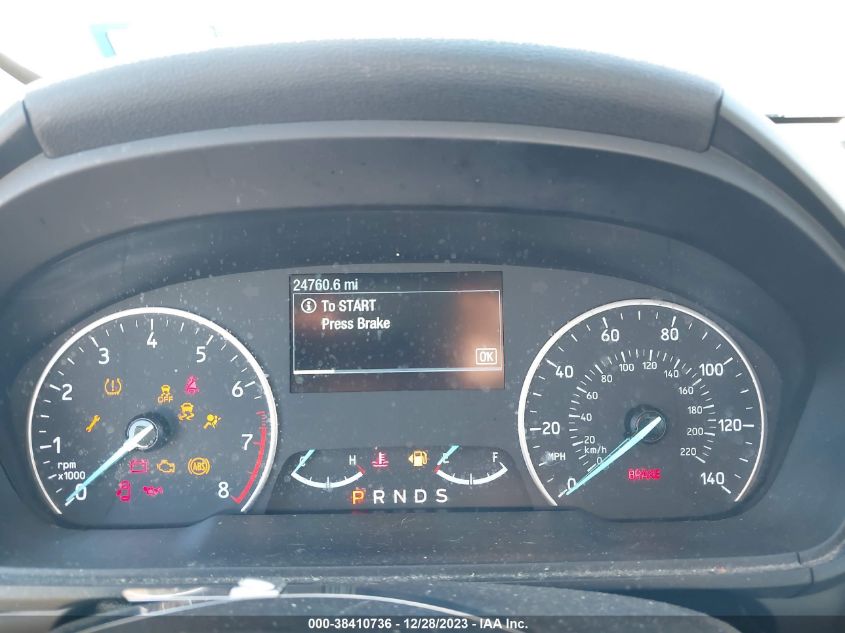 24760.6 mi
To START
Press Brake
OK
0 1 2 3 4 5 6 7 8
rpm
x1000
OFF
ABS
C H
E F
P R N D S
0 20 40 60 80 100 120 140
MPH
0 20 40 60 80 100 120 140 160 180 200 220
km/h
BRAKE
000-38410736 - 12/28/2023 - IAA Inc.